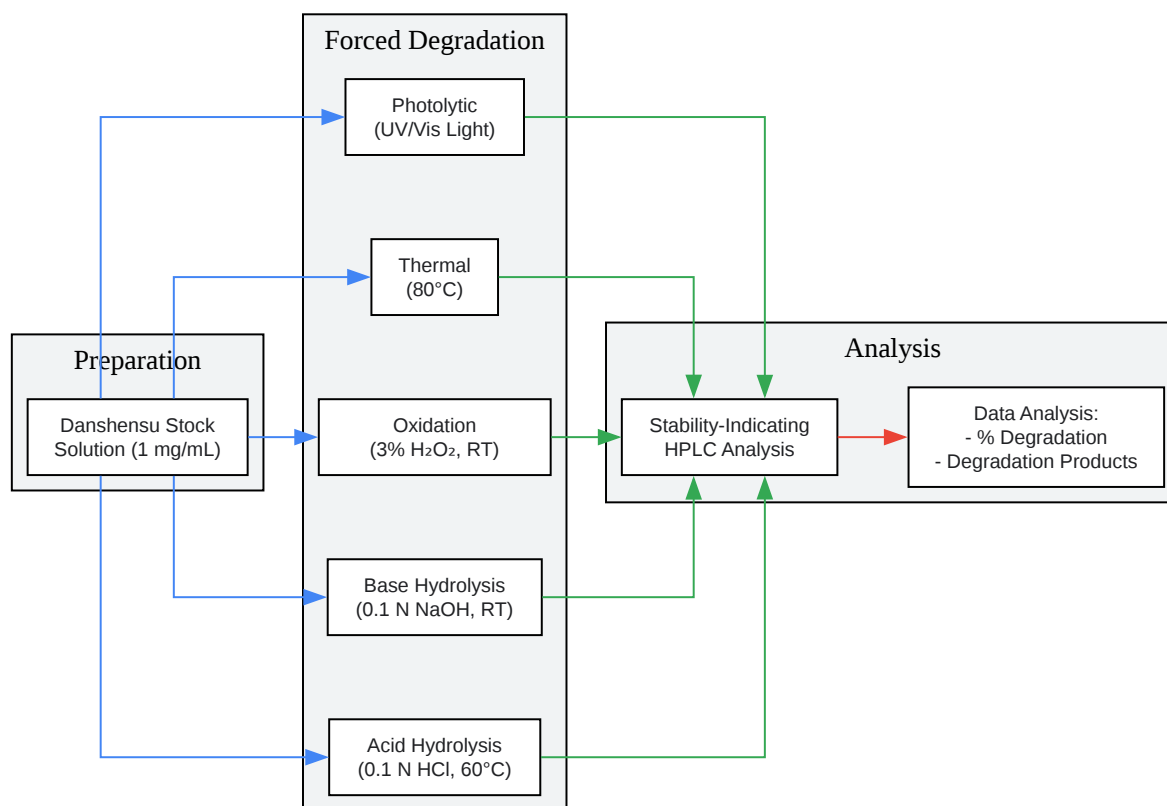 Forced Degradation
Photolytic
(UV/Vis Light)
Thermal
(80°C)
Preparation
Danshensu Stock
Solution (1 mg/mL)
Oxidation
(3% H₂O₂, RT)
Analysis
Stability-Indicating
HPLC Analysis
Data Analysis:
- % Degradation
- Degradation Products
Base Hydrolysis
(0.1 N NaOH, RT)
Acid Hydrolysis
(0.1 N HCl, 60°C)